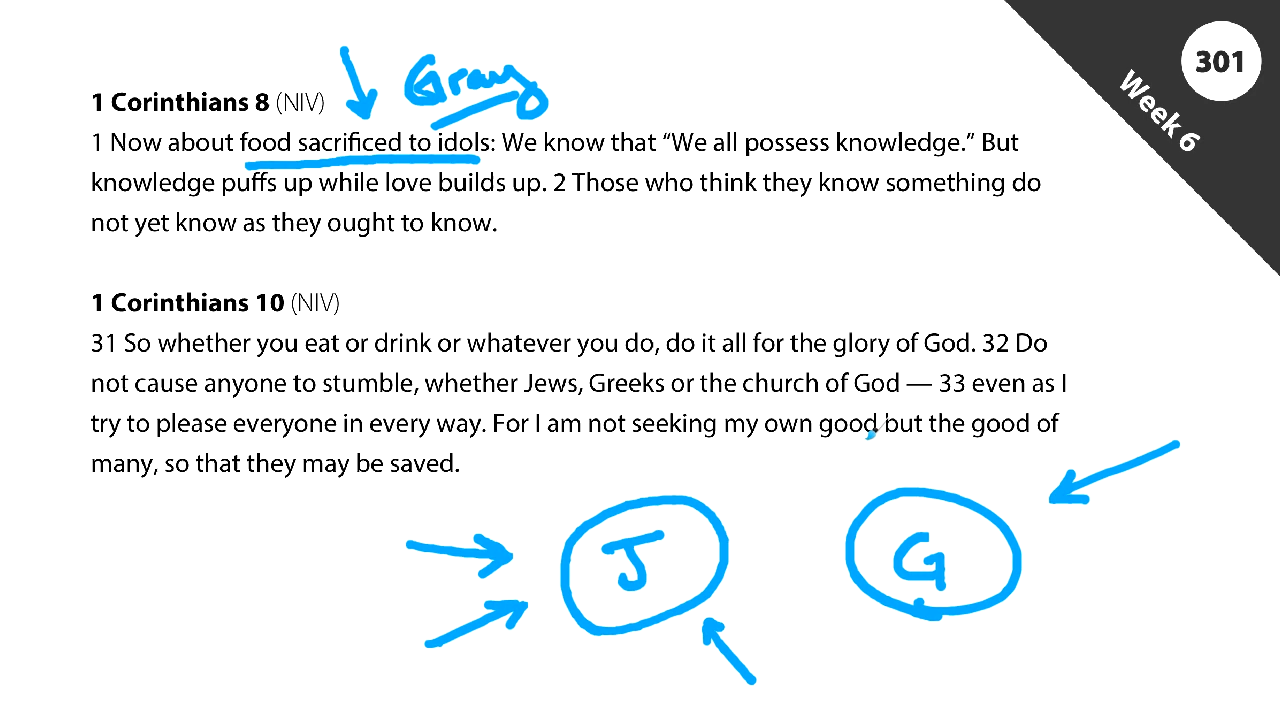 301
Week 6
Gray
1 Corinthians 8 (NIV)
1 Now about food sacrificed to idols: We know that “We all possess knowledge.” But
knowledge puffs up while love builds up. 2 Those who think they know something do
not yet know as they ought to know.
1 Corinthians 10 (NIV)
31 So whether you eat or drink or whatever you do, do it all for the glory of God. 32 Do
not cause anyone to stumble, whether Jews, Greeks or the church of God — 33 even as I
try to please everyone in every way. For I am not seeking my own good but the good of
many, so that they may be saved.
J G